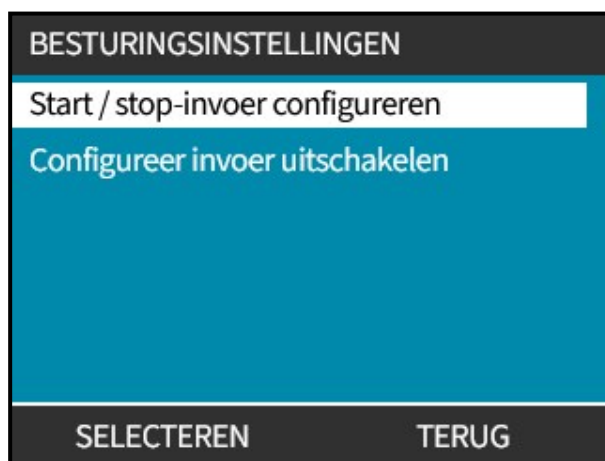 BESTURINGSINSTELLINGEN
Start / stop-invoer configureren
Configureer invoer uitschakelen
SELECTEREN TERUG